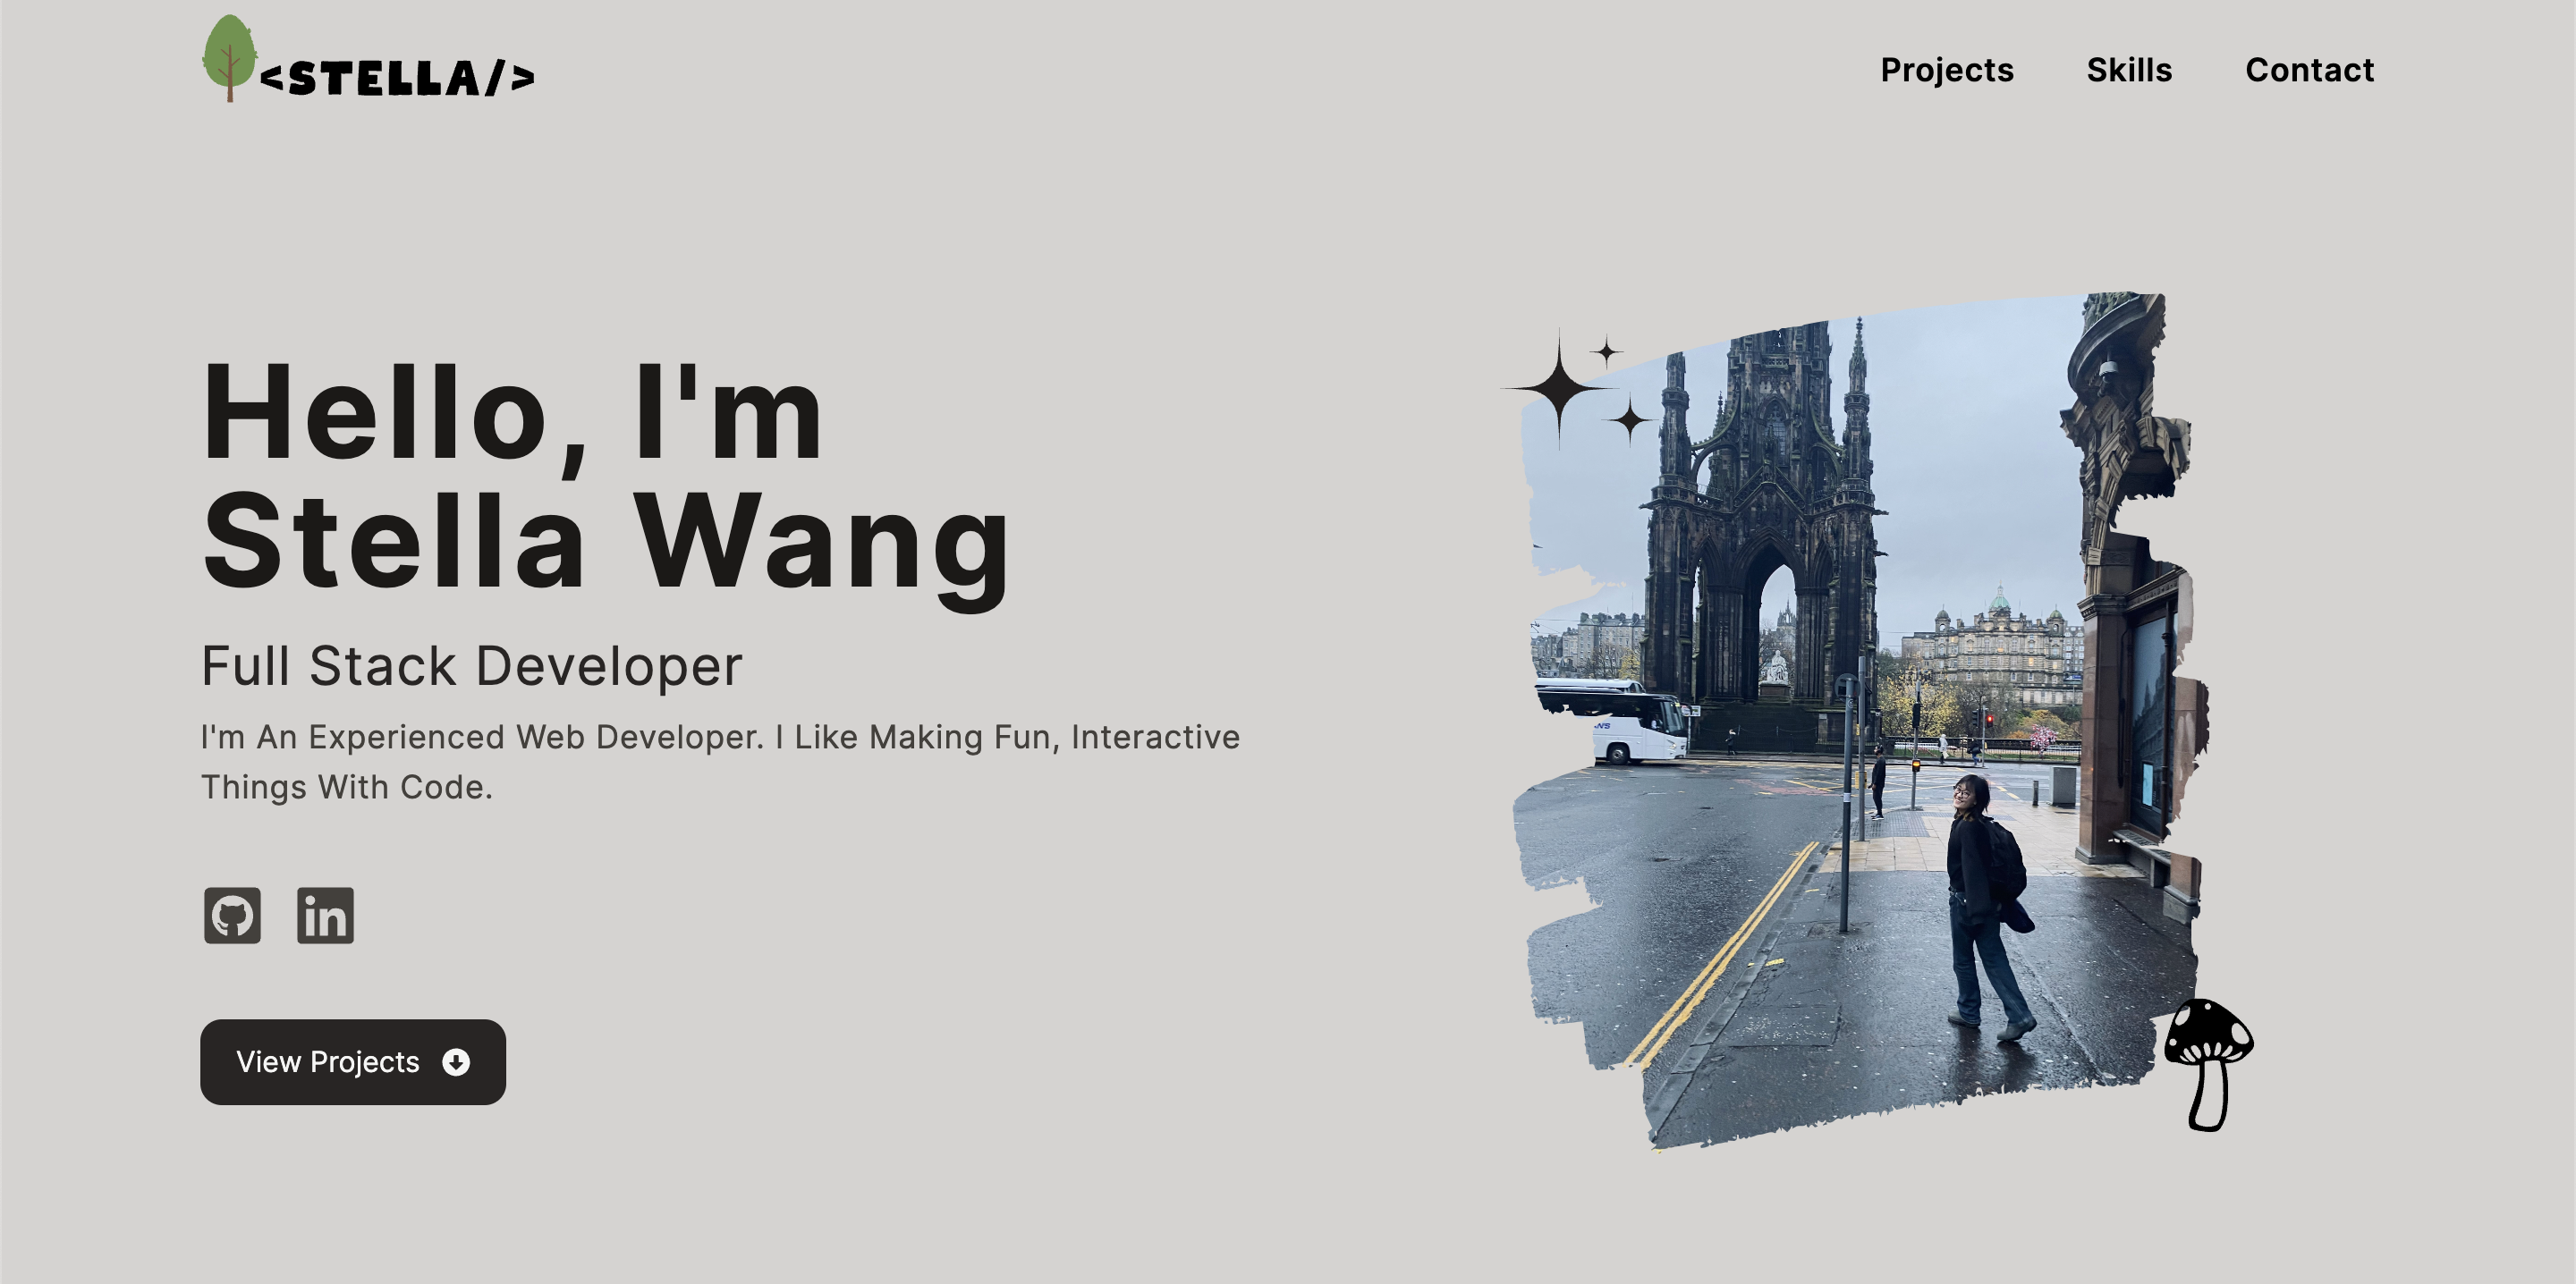 <STELLA/>
Projects
Skills
Contact
Hello, I'm
Stella Wang
Full Stack Developer
I'm An Experienced Web Developer. I Like Making Fun, Interactive
Things With Code.
in
View Projects